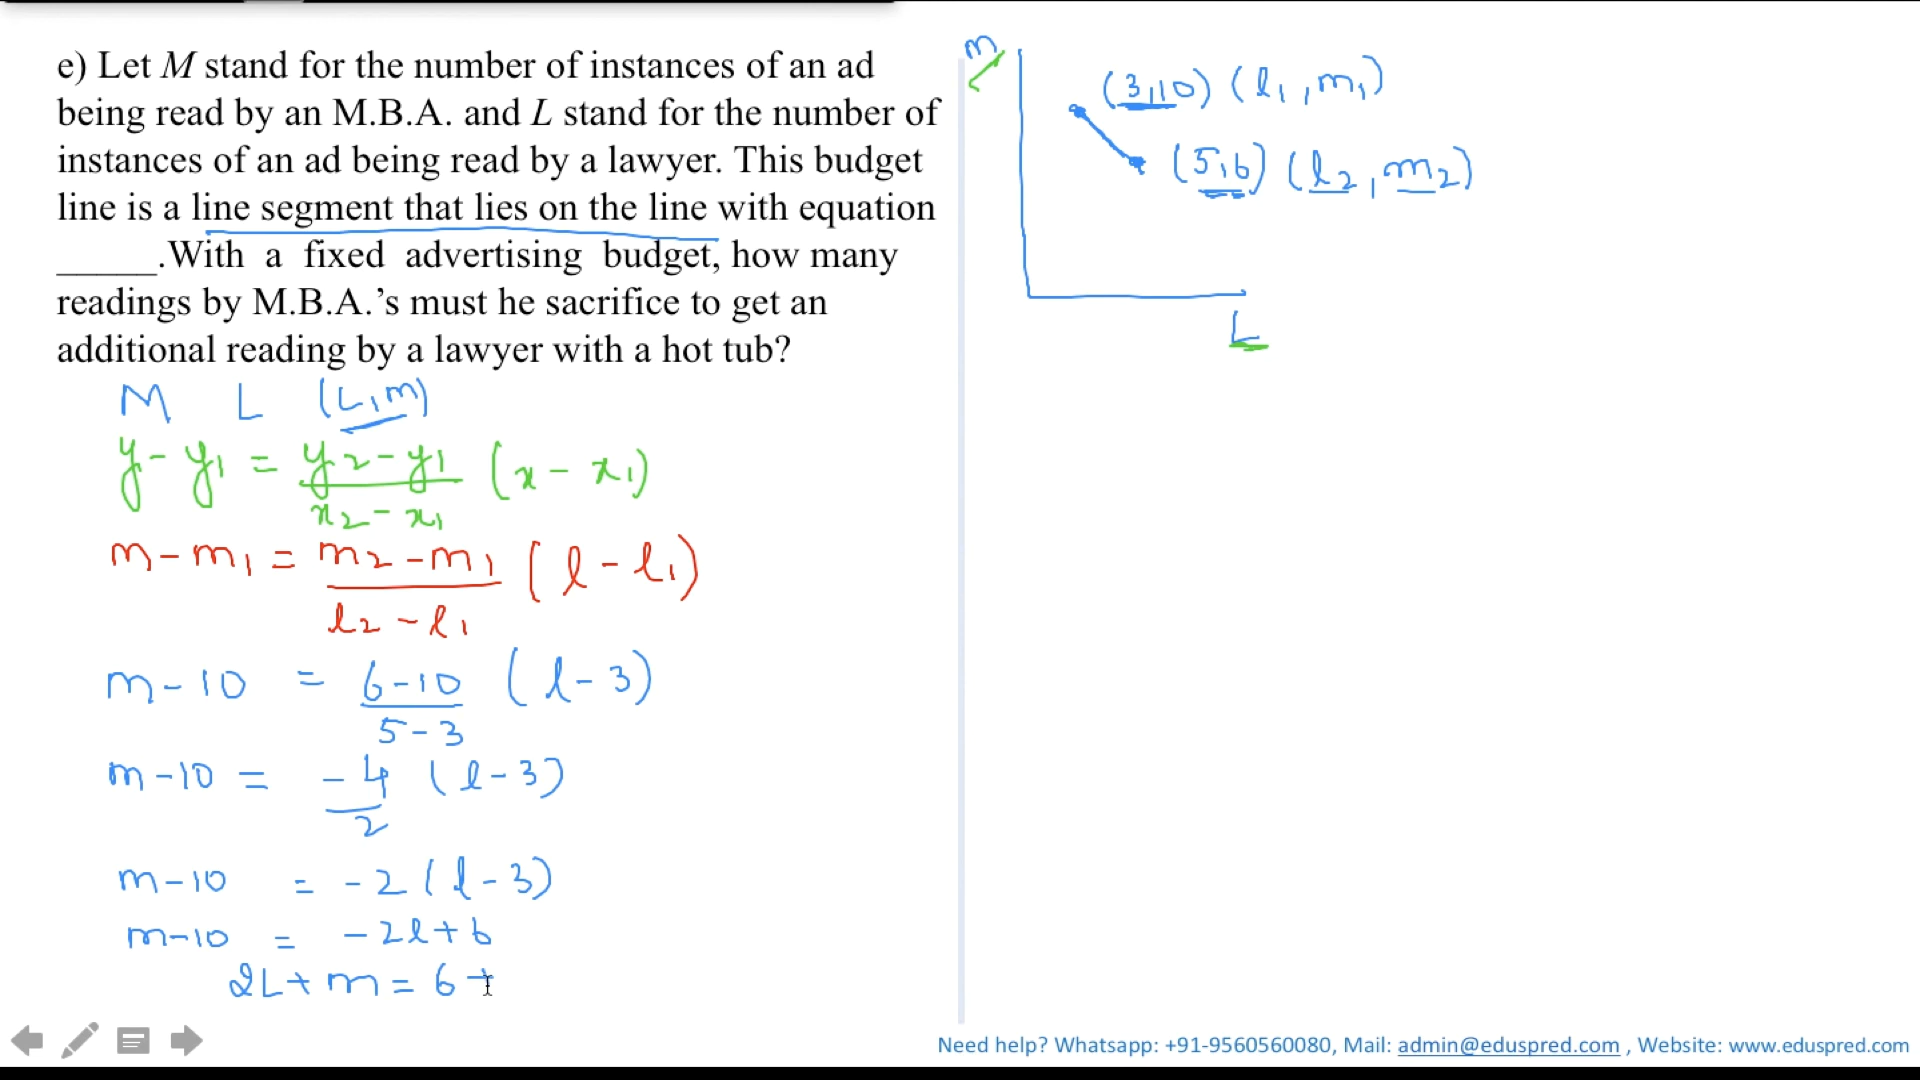 e) Let M stand for the number of instances of an ad
being read by an M.B.A. and L stand for the number of
instances of an ad being read by a lawyer. This budget
line is a line segment that lies on the line with equation
_____.With a fixed advertising budget, how many
readings by M.B.A.’s must he sacrifice to get an
additional reading by a lawyer with a hot tub?
M L (L,m)
y - y1 = y2 - y1 / x2 - x1 (x - x1)
m - m1 = m2 - m1 / l2 - l1 (l - l1)
m - 10 = 6 - 10 / 5 - 3 (l - 3)
m - 10 = -4 / 2 (l - 3)
m - 10 = -2 (l - 3)
m - 10 = -2l + 6
2L + m = 6 +
m
(3,10) (l1, m1)
(5,6) (l2, m2)
L
Need help? Whatsapp: +91-9560560080, Mail: admin@eduspred.com , Website: www.eduspred.com